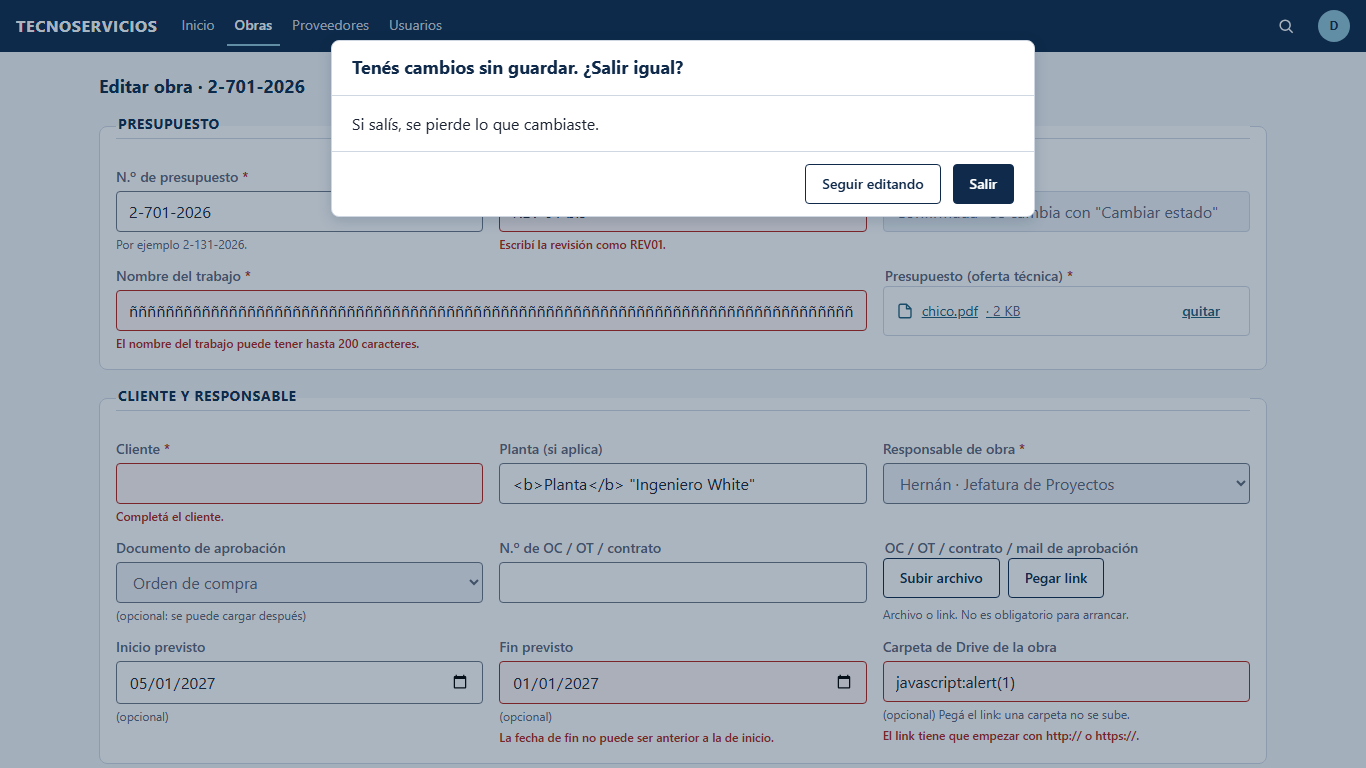 TECNOSERVICIOS Inicio Obras Proveedores Usuarios D
Tenés cambios sin guardar. ¿Salir igual?
Si salís, se pierde lo que cambiaste.
Seguir editando Salir
Editar obra · 2-701-2026
PRESUPUESTO
N.º de presupuesto *
2-701-2026
cambia con "Cambiar estado"
Por ejemplo 2-131-2026. Escribí la revisión como REV01.
Nombre del trabajo * Presupuesto (oferta técnica) *
chico.pdf · 2 KB quitar
El nombre del trabajo puede tener hasta 200 caracteres.
CLIENTE Y RESPONSABLE
Cliente * Planta (si aplica) Responsable de obra *
<b>Planta</b> "Ingeniero White" Hernán · Jefatura de Proyectos
Completá el cliente.
Documento de aprobación N.º de OC / OT / contrato OC / OT / contrato / mail de aprobación
Orden de compra Subir archivo Pegar link
(opcional: se puede cargar después) Archivo o link. No es obligatorio para arrancar.
Inicio previsto Fin previsto Carpeta de Drive de la obra
05/01/2027 01/01/2027 javascript:alert(1)
(opcional) (opcional) (opcional) Pegá el link: una carpeta no se sube.
La fecha de fin no puede ser anterior a la de inicio. El link tiene que empezar con http:// o https://.